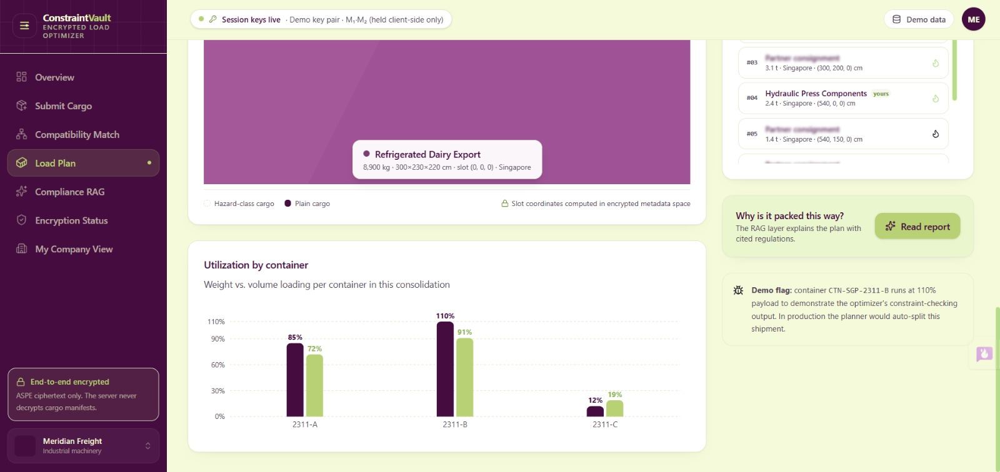 ConstraintVault
ENCRYPTED LOAD
OPTIMIZER
Overview
Submit Cargo
Compatibility Match
Load Plan
Compliance RAG
Encryption Status
My Company View
End-to-end encrypted
ASPE ciphertext only. The server never
decrypts cargo manifests.
Meridian Freight
Industrial machinery
Session keys live · Demo key pair · M₁·M₂ (held client-side only)
Demo data
ME
Refrigerated Dairy Export
8,900 kg · 300×230×220 cm · slot (0, 0, 0) · Singapore
Hazard-class cargo
Plain cargo
Slot coordinates computed in encrypted metadata space
Utilization by container
Weight vs. volume loading per container in this consolidation
110%
90%
60%
30%
0%
85%
72%
110%
91%
12%
19%
2311-A
2311-B
2311-C
#03
Partner consignment
3.1 t · Singapore · (300, 200, 0) cm
#04
Hydraulic Press Components yours
2.4 t · Singapore · (540, 0, 0) cm
#05
Partner consignment
1.4 t · Singapore · (540, 150, 0) cm
Why is it packed this way?
The RAG layer explains the plan with
cited regulations.
Read report
Demo flag: container CTN-SGP-2311-B runs at 110%
payload to demonstrate the optimizer's constraint-checking
output. In production the planner would auto-split this
shipment.